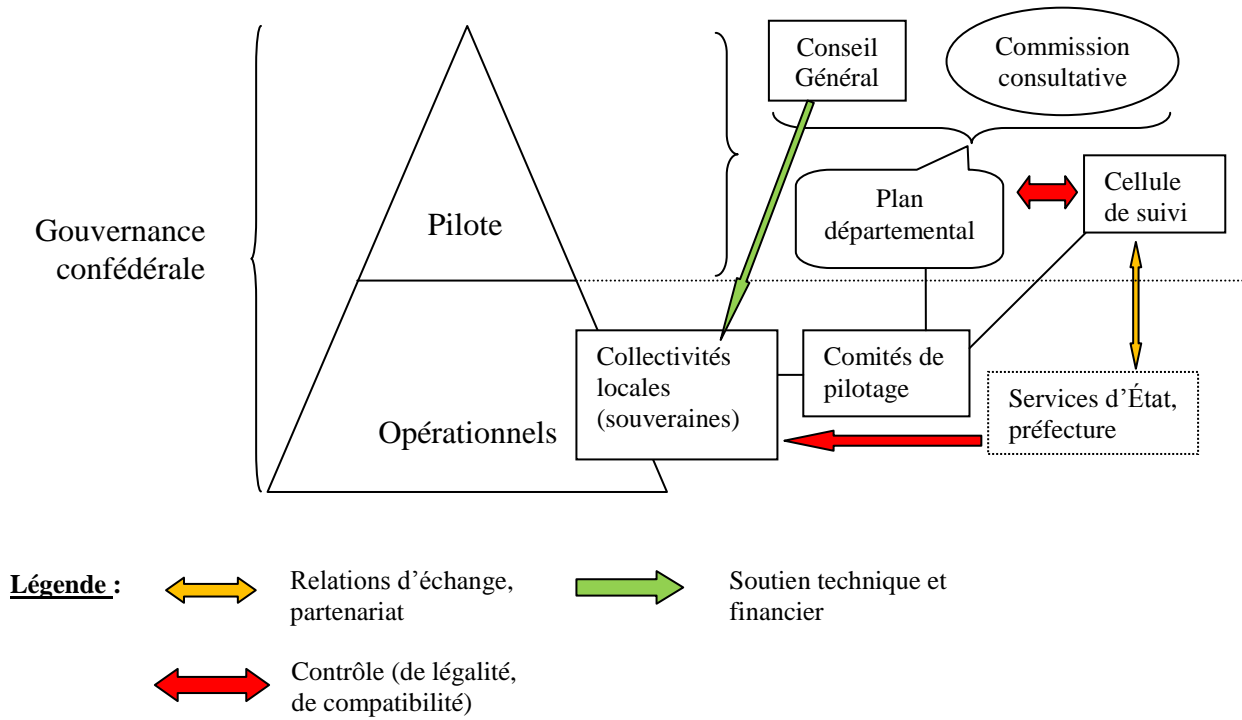 Conseil
Général
Commission
consultative
Gouvernance
confédérale
Pilote
Plan
départemental
Cellule
de suivi
Opérationnels
Collectivités
locales
(souveraines)
Comités de
pilotage
Services d’État,
préfecture
Légende :
Relations d’échange,
partenariat
Soutien technique et
financier
Contrôle (de légalité,
de compatibilité)